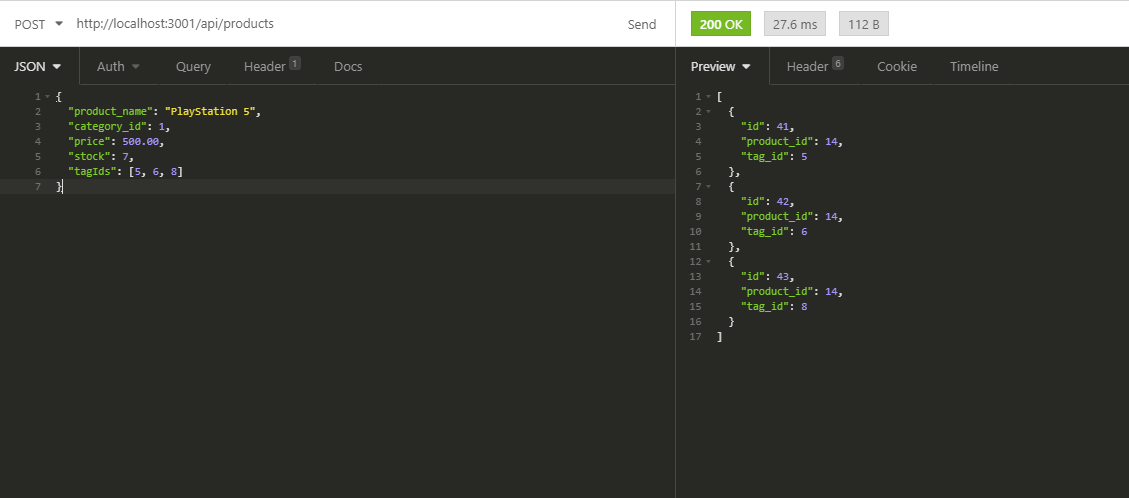 POST http://localhost:3001/api/products Send 200 OK 27.6 ms 112 B
JSON Auth Query Header 1 Docs
1 {
2 "product_name": "PlayStation 5",
3 "category_id": 1,
4 "price": 500.00,
5 "stock": 7,
6 "tagIds": [5, 6, 8]
7 }
Preview Header 6 Cookie Timeline
1 [
2 {
3 "id": 41,
4 "product_id": 14,
5 "tag_id": 5
6 },
7 {
8 "id": 42,
9 "product_id": 14,
10 "tag_id": 6
11 },
12 {
13 "id": 43,
14 "product_id": 14,
15 "tag_id": 8
16 }
17 ]